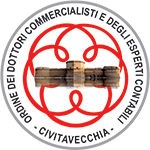 ORDINE DEI DOTTORI COMMERCIALISTI E DEGLI ESPERTI CONTABILI
- CIVITAVECCHIA -